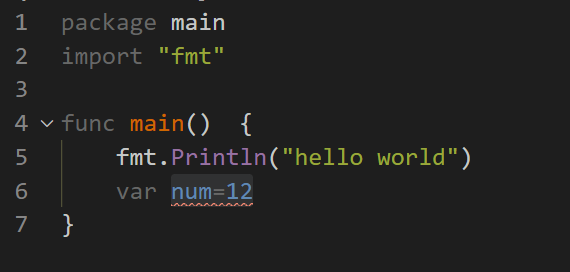 1 package main
2 import "fmt"
3
4 func main()  {
5     fmt.Println("hello world")
6     var num=12
7 }